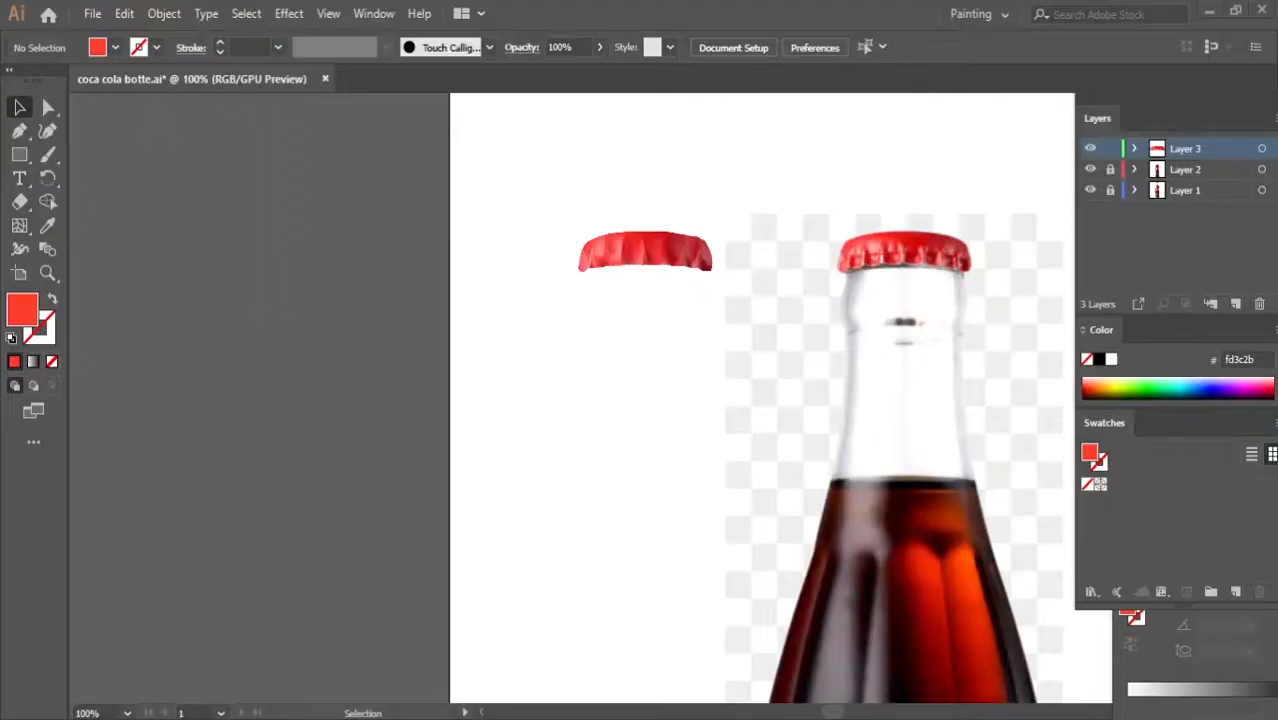 Ai File Edit Object Type Select Effect View Window Help Painting Search Adobe Stock
No Selection Stroke: Touch Callig... Opacity: 100% Style: Document Setup Preferences
coca cola botte.ai* @ 100% (RGB/GPU Preview)
Layers
Layer 3
Layer 2
Layer 1
3 Layers
Color
# fd3c2b
Swatches
100% 1 Selection